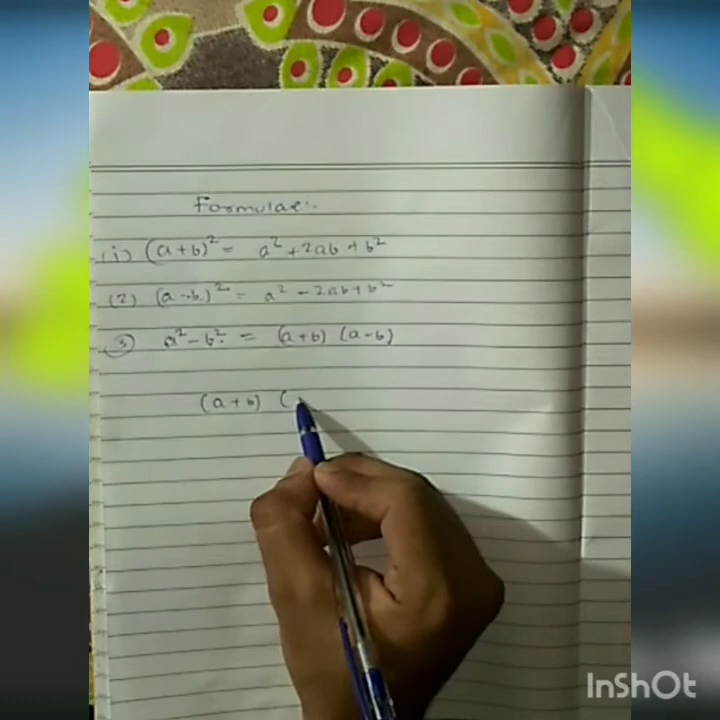 Formulae:-
(i) (a+b)² = a²+2ab+b²
(2) (a-b)² = a²-2ab+b²
③ a²-b² = (a+b) (a-b)
(a+b) (
InShOt